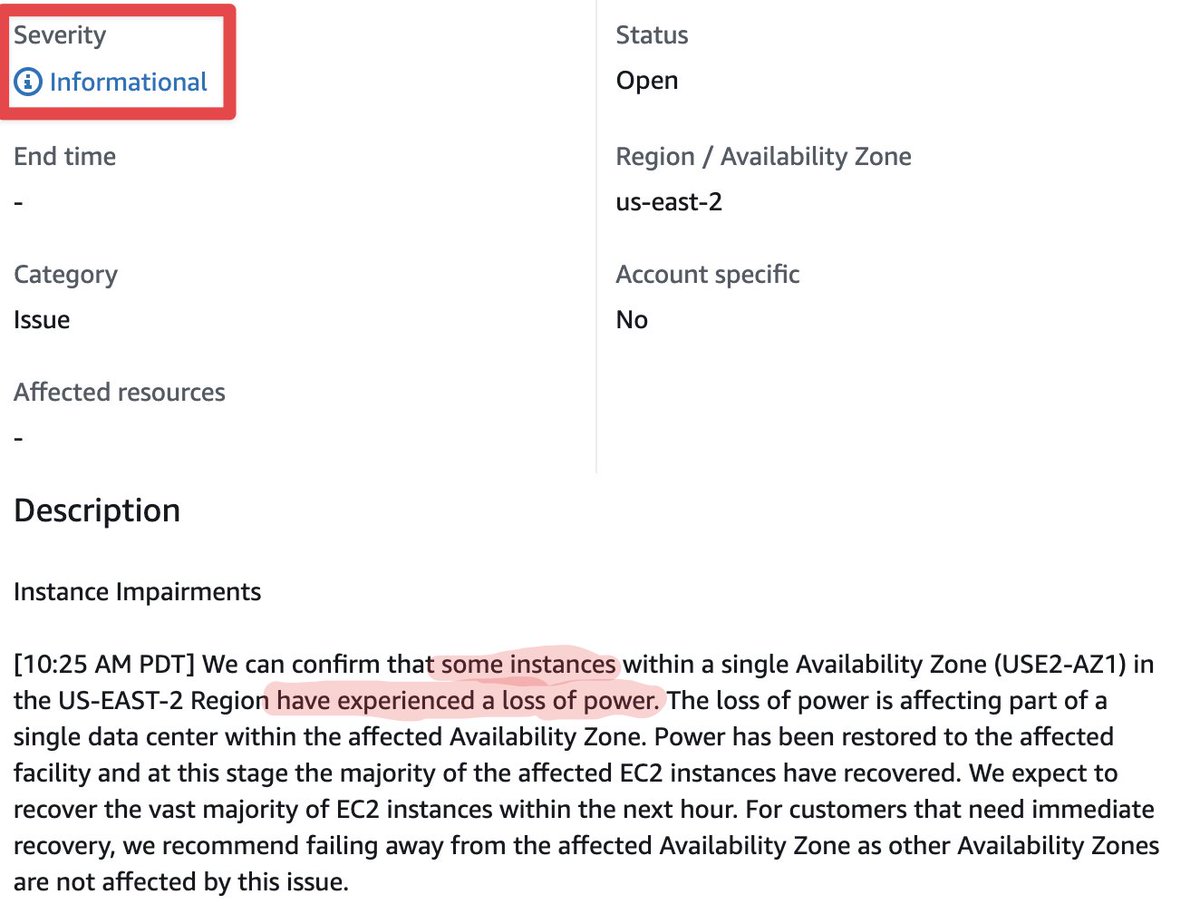 Severity
Informational
Status
Open
End time
-
Region / Availability Zone
us-east-2
Category
Issue
Account specific
No
Affected resources
-
Description
Instance Impairments
[10:25 AM PDT] We can confirm that some instances within a single Availability Zone (USE2-AZ1) in
the US-EAST-2 Region have experienced a loss of power. The loss of power is affecting part of a
single data center within the affected Availability Zone. Power has been restored to the affected
facility and at this stage the majority of the affected EC2 instances have recovered. We expect to
recover the vast majority of EC2 instances within the next hour. For customers that need immediate
recovery, we recommend failing away from the affected Availability Zone as other Availability Zones
are not affected by this issue.